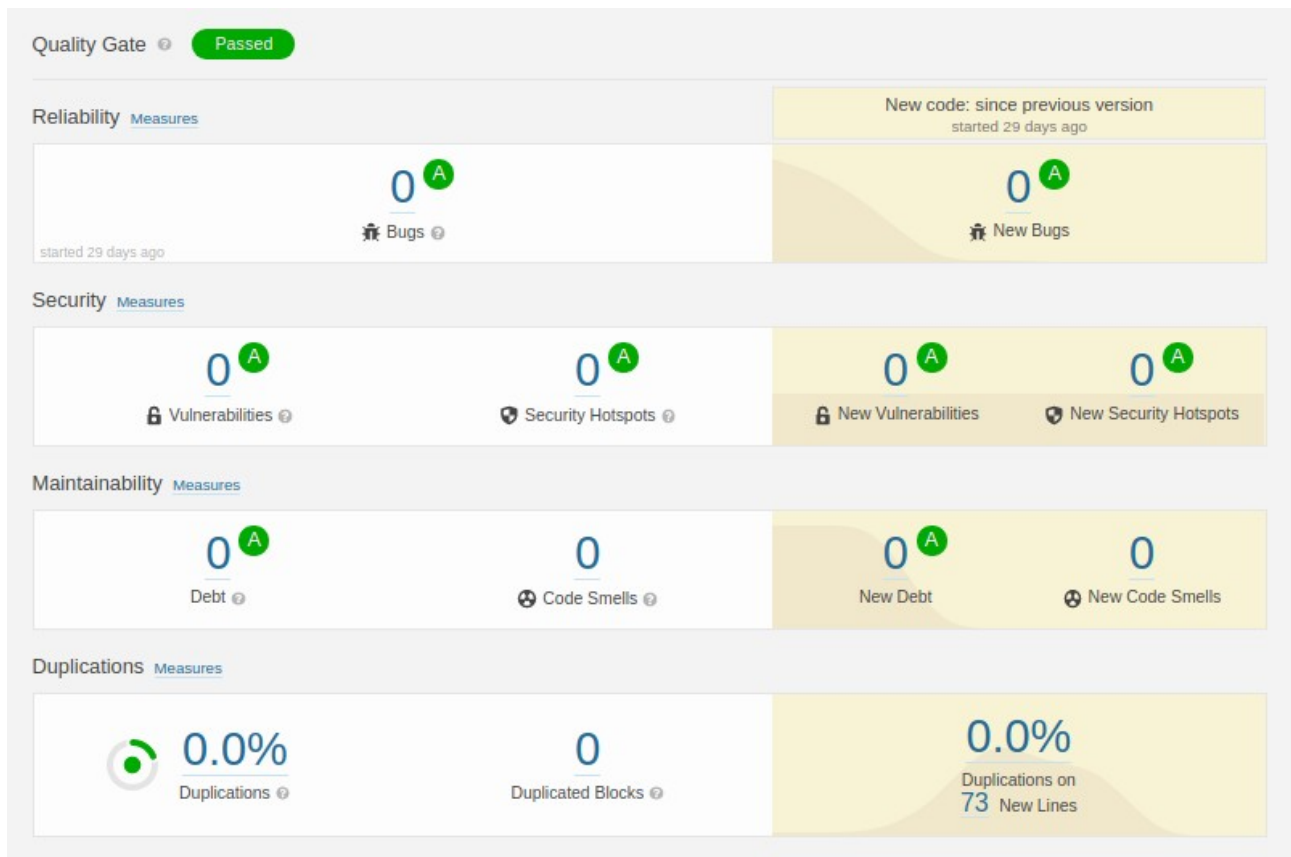 Quality Gate Passed
Reliability Measures
New code: since previous version
started 29 days ago
0 A
Bugs
started 29 days ago
0 A
New Bugs
Security Measures
0 A
Vulnerabilities
0 A
Security Hotspots
0 A
New Vulnerabilities
0 A
New Security Hotspots
Maintainability Measures
0 A
Debt
0
Code Smells
0 A
New Debt
0
New Code Smells
Duplications Measures
0.0%
Duplications
0
Duplicated Blocks
0.0%
Duplications on
73 New Lines